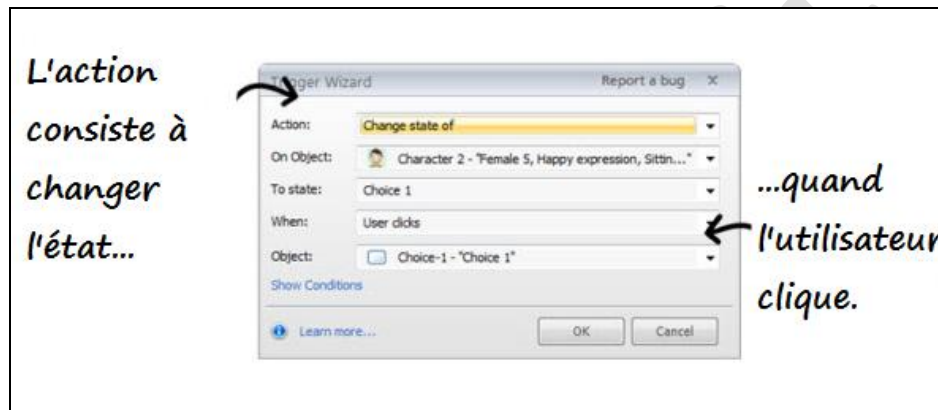 L'action
consiste à
changer
l'état...
Trigger Wizard
Report a bug X
Action: Change state of
On Object: Character 2 - "Female 5, Happy expression, Sittin..."
To state: Choice 1
When: User clicks
Object: Choice-1 - "Choice 1"
Show Conditions
Learn more...
OK Cancel
...quand
l'utilisateur
clique.